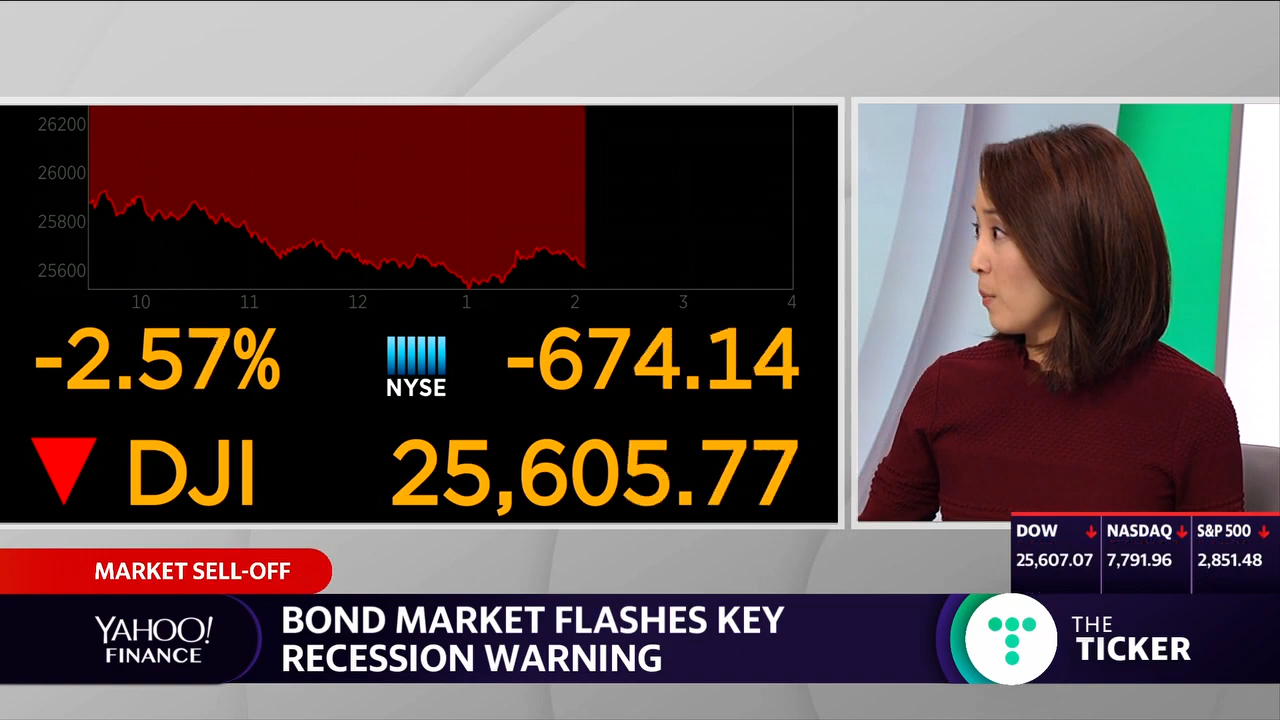 26200
26000
25800
25600
10 11 12 1 2 3 4
-2.57% NYSE -674.14
DJI 25,605.77
DOW NASDAQ S&P 500
25,607.07 7,791.96 2,851.48
MARKET SELL-OFF
YAHOO!
FINANCE
BOND MARKET FLASHES KEY
RECESSION WARNING
THE
TICKER